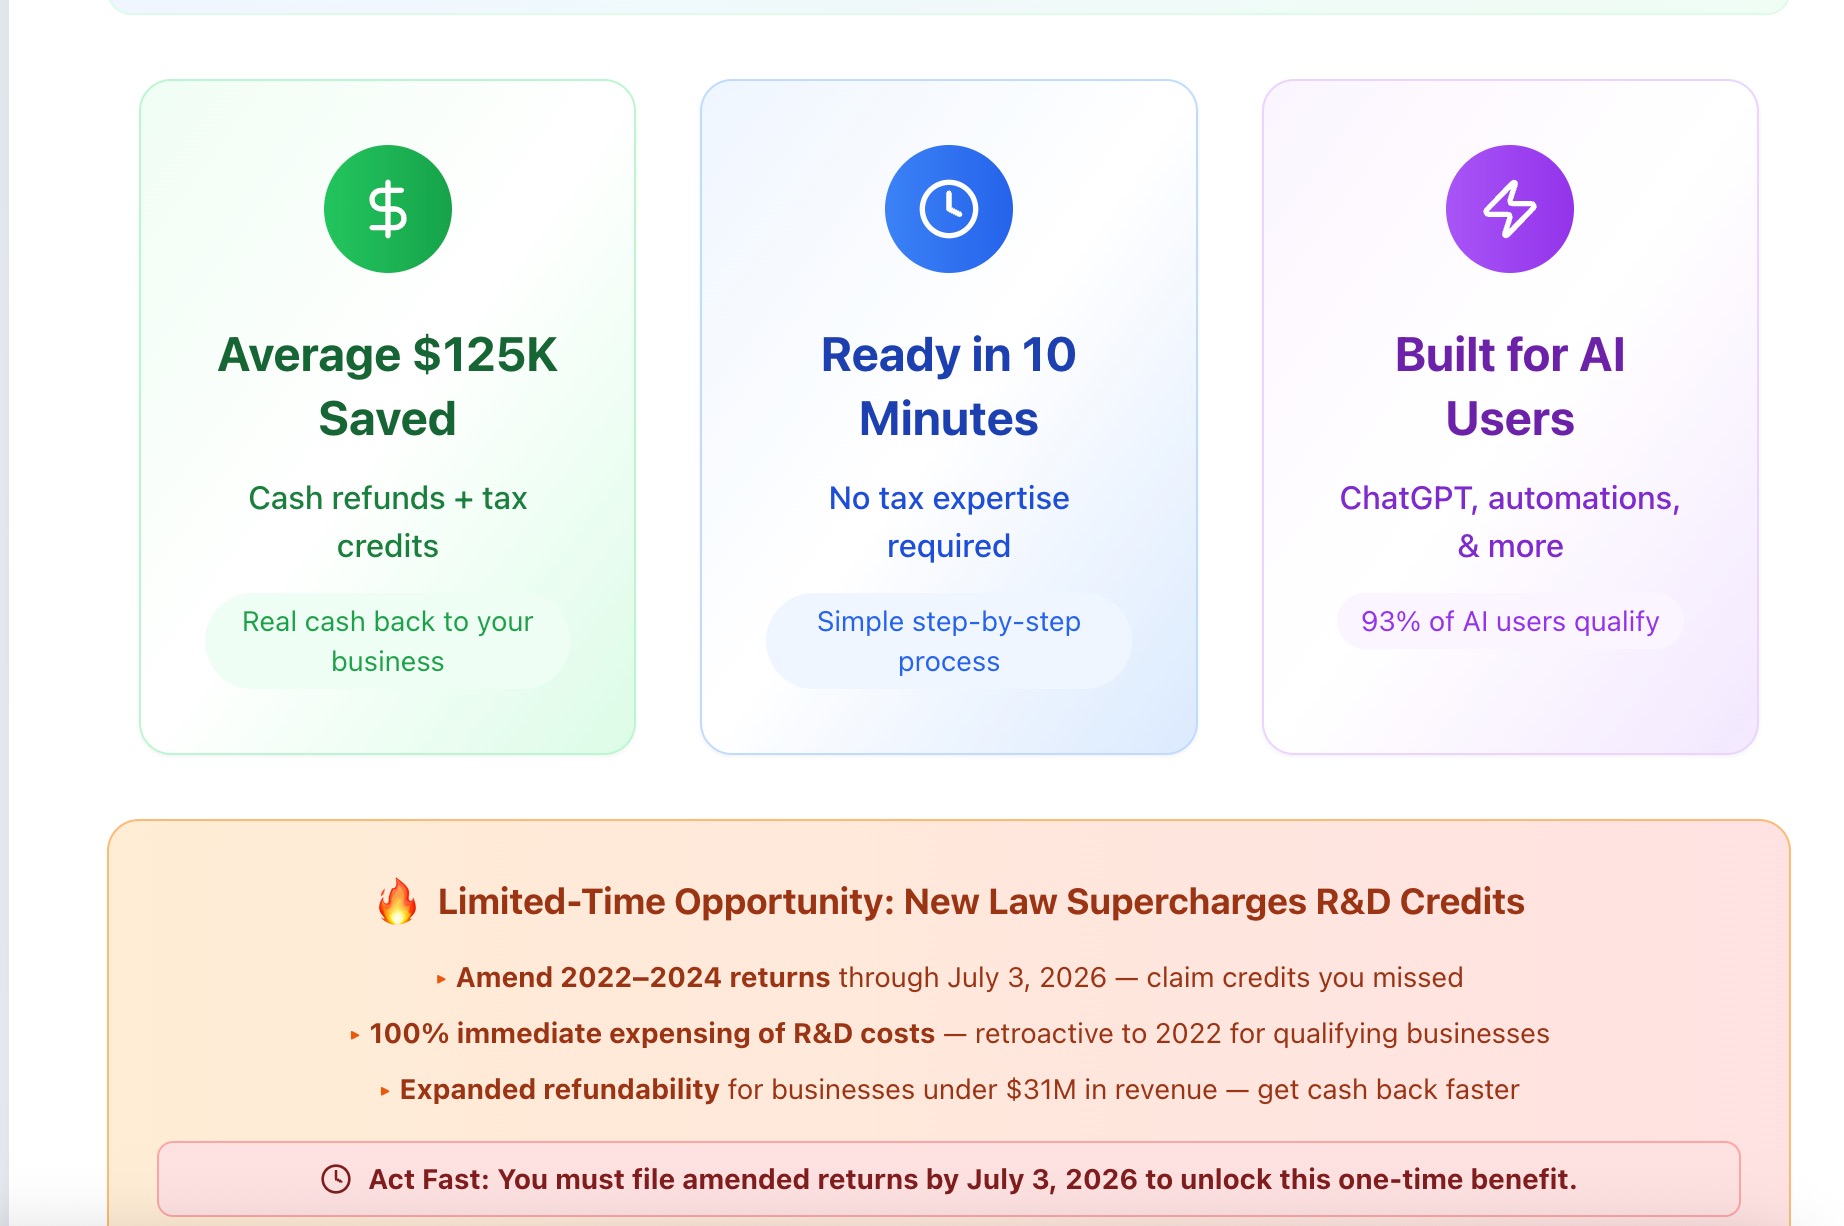 Average $125K
Saved
Cash refunds + tax
credits
Real cash back to your
business
Ready in 10
Minutes
No tax expertise
required
Simple step-by-step
process
Built for AI
Users
ChatGPT, automations,
& more
93% of AI users qualify
🔥 Limited-Time Opportunity: New Law Supercharges R&D Credits
▸ Amend 2022–2024 returns through July 3, 2026 — claim credits you missed
▸ 100% immediate expensing of R&D costs — retroactive to 2022 for qualifying businesses
▸ Expanded refundability for businesses under $31M in revenue — get cash back faster
Act Fast: You must file amended returns by July 3, 2026 to unlock this one-time benefit.